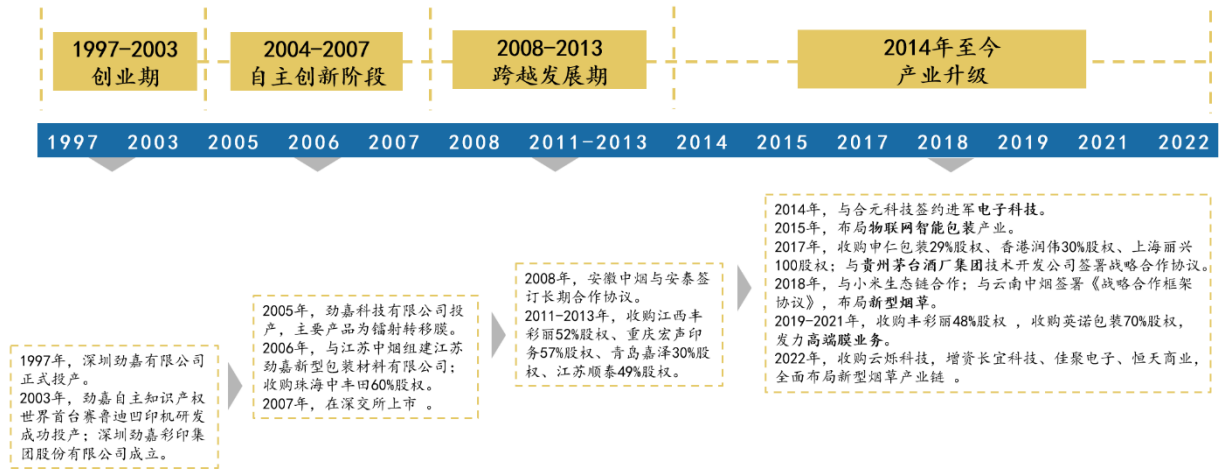 1997-2003
创业期
2004-2007
自主创新阶段
2008-2013
跨越发展期
2014年至今
产业升级
1997 2003 2005 2006 2007 2008 2011-2013 2014 2015 2017 2018 2019 2021 2022
1997年，深圳劲嘉有限公司
正式投产。
2003年，劲嘉自主知识产权
世界首台赛鲁迪凹印机研发
成功投产；深圳劲嘉彩印集
团股份有限公司成立。
2005年，劲嘉科技有限公司投
产，主要产品为镭射转移膜。
2006年，与江苏中烟组建江苏
劲嘉新型包装材料有限公司；
收购珠海中丰田60%股权。
2007年，在深交所上市 。
2008年，安徽中烟与安泰签
订长期合作协议。
2011-2013年，收购江西丰
彩丽52%股权、重庆宏声印
务57%股权、青岛嘉泽30%股
权、江苏顺泰49%股权。
2014年，与合元科技签约进军电子科技。
2015年，布局物联网智能包装产业。
2017年，收购申仁包装29%股权、香港润伟30%股权、上海丽兴
100股权；与贵州茅台酒厂集团技术开发公司签署战略合作协议。
2018年，与小米生态链合作；与云南中烟签署《战略合作框架
协议》，布局新型烟草。
2019-2021年，收购丰彩丽48%股权 ，收购英诺包装70%股权，
发力高端膜业务。
2022年，收购云烁科技，增资长宜科技、佳聚电子、恒天商业，
全面布局新型烟草产业链 。